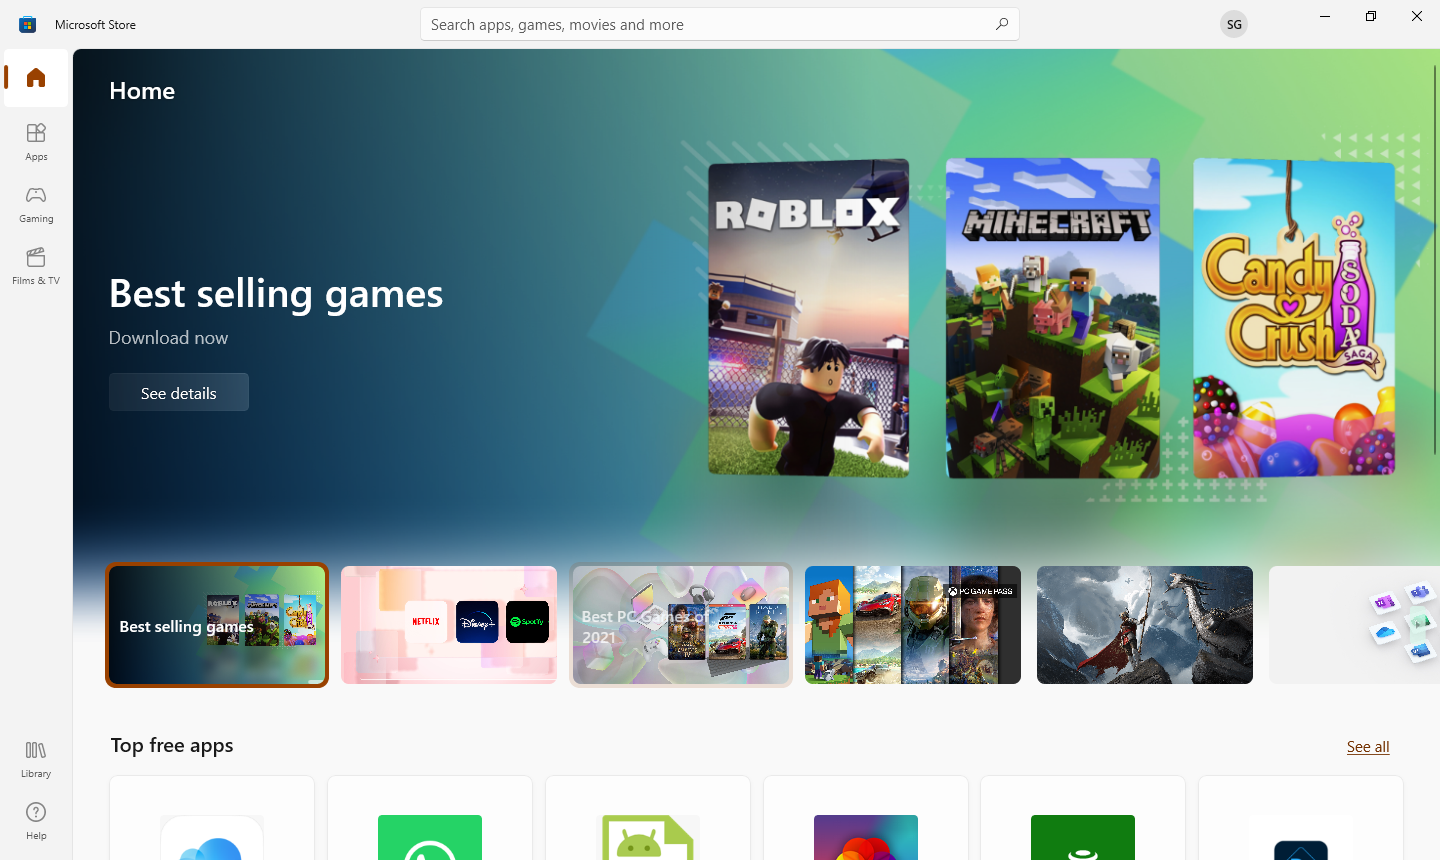 Microsoft Store
Search apps, games, movies and more
SG
Home
Apps
Gaming
Films & TV
ROBLOX
MINECRAFT
Candy
Crush
SODA
SAGA
Best selling games
Download now
See details
Best selling games
NETFLIX
Disney+
Spotify
Best PC Games of
2021
PC GAME PASS
Top free apps
See all
Library
Help